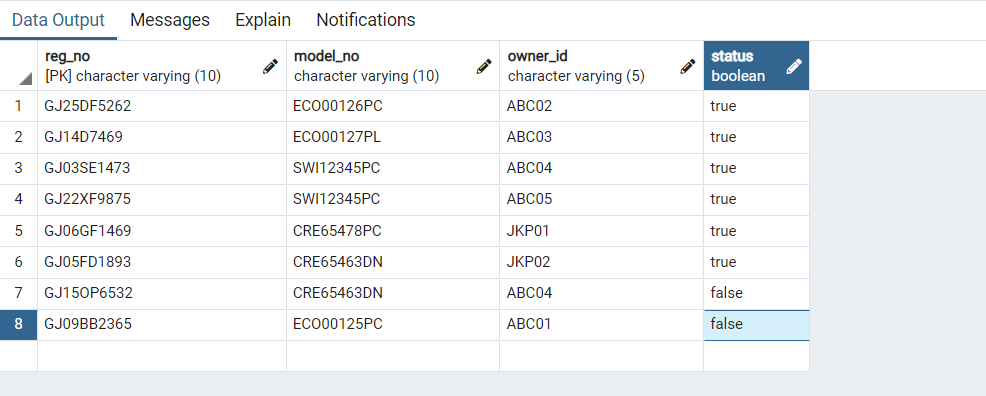 Data Output Messages Explain Notifications
reg_no model_no owner_id status
[PK] character varying (10) character varying (10) character varying (5) boolean
1 GJ25DF5262 ECO00126PC ABC02 true
2 GJ14D7469 ECO00127PL ABC03 true
3 GJ03SE1473 SWI12345PC ABC04 true
4 GJ22XF9875 SWI12345PC ABC05 true
5 GJ06GF1469 CRE65478PC JKP01 true
6 GJ05FD1893 CRE65463DN JKP02 true
7 GJ15OP6532 CRE65463DN ABC04 false
8 GJ09BB2365 ECO00125PC ABC01 false